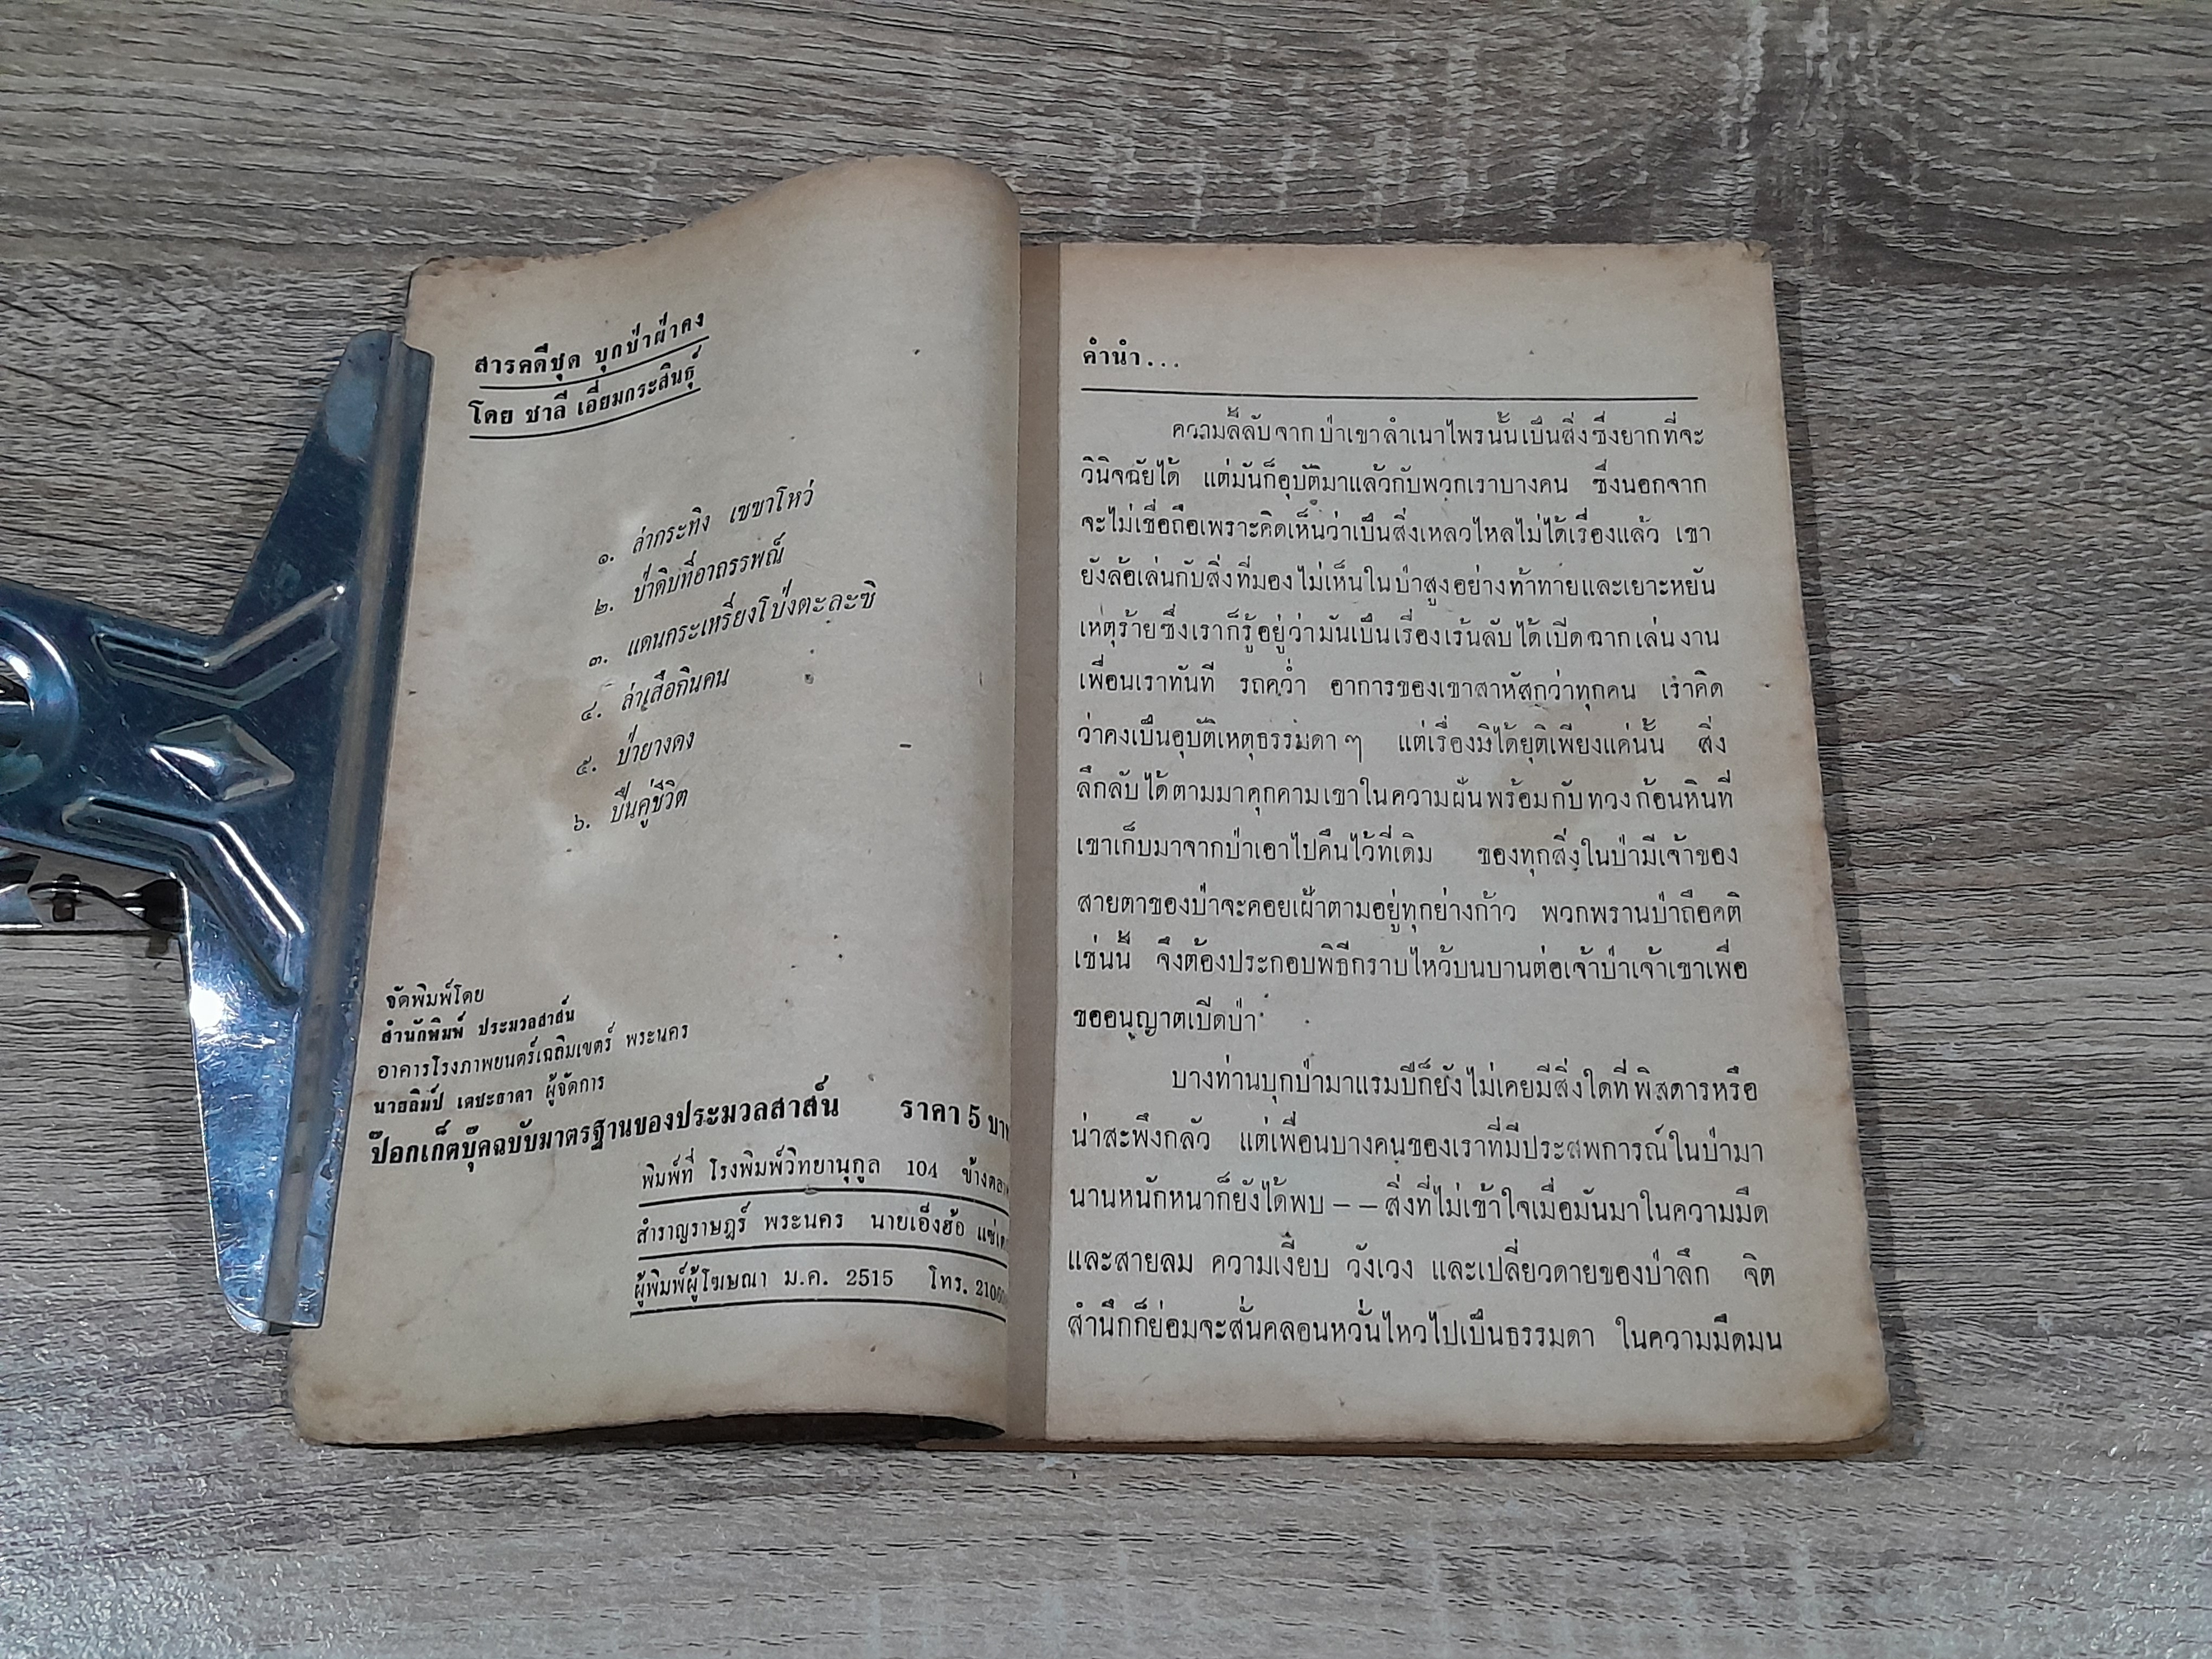 สารคดีชุด บุกป่าฝ่าดง
โดย ชาลี เอี่ยมกระสินธุ์
๑. ล่ากระทิง เขขาโหว่
๒. ป่าดิบที่อาถรรพณ์
๓. แดนกระเหรี่ยงโป่งตะละซิ
๔. ล่าเสือกินคน
๕. ป่ายางดง
๖. ปืนคู่ชีวิต
จัดพิมพ์โดย
สำนักพิมพ์ ประมวลสาส์น
อาคารโรงภาพยนตร์เฉลิมเขตร์ พระนคร
นายลิมป์ เตชะธาดา ผู้จัดการ
ป๊อกเก็ตบุ๊คฉบับมาตรฐานของประมวลสาส์น ราคา 5 บาท
พิมพ์ที่ โรงพิมพ์วิทยานุกูล 104 ข้างตลาด
สำราญราษฎร์ พระนคร นายเอ็งฮ้อ
ผู้พิมพ์ผู้โฆษณา ม.ค. 2515 โทร.
คำนำ...
ความลี้ลับจากป่าเขาลำเนาไพรนั้นเป็นสิ่งซึ่งยากที่จะ
วินิจฉัยได้ แต่มันก็อุบัติมาแล้วกับพวกเราบางคน ซึ่งนอกจาก
จะไม่เชื่อถือเพราะคิดเห็นว่าเป็นสิ่งเหลวไหลไม่ได้เรื่องแล้ว เขา
ยังล้อเล่นกับสิ่งที่มองไม่เห็นในป่าสูงอย่างท้าทายและเยาะหยัน
เหตุร้ายซึ่งเราก็รู้อยู่ว่ามันเป็นเรื่องเร้นลับได้เปิดฉากเล่นงาน
เพื่อนเราทันที รถคว่ำ อาการของเขาสาหัสกว่าทุกคน เราคิด
ว่าคงเป็นอุบัติเหตุธรรมดาๆ แต่เรื่องมิได้ยุติเพียงแค่นั้น สิ่ง
ลึกลับได้ตามมาคุกคามเขาในความฝันพร้อมกับทวงก้อนหินที่
เขาเก็บมาจากป่าเอาไปคืนไว้ที่เดิม ของทุกสิ่งในป่ามีเจ้าของ
สายตาของป่าจะคอยเฝ้าตามอยู่ทุกย่างก้าว พวกพรานป่าถือคติ
เช่นนี้ จึงต้องประกอบพิธีกราบไหว้บนบานต่อเจ้าป่าเจ้าเขาเพื่อ
ขออนุญาตเปิดป่า
บางท่านบุกป่ามาแรมปีก็ยังไม่เคยมีสิ่งใดที่พิสดารหรือ
น่าสะพึงกลัว แต่เพื่อนบางคนของเราที่มีประสพการณ์ในป่ามา
นานหนักหนาก็ยังได้พบ – – สิ่งที่ไม่เข้าใจเมื่อมันมาในความมืด
และสายลม ความเงียบ วังเวง และเปลี่ยวดายของป่าลึก จิต
สำนึกก็ย่อมจะสั่นคลอนหวั่นไหวไปเป็นธรรมดา ในความมืดมน